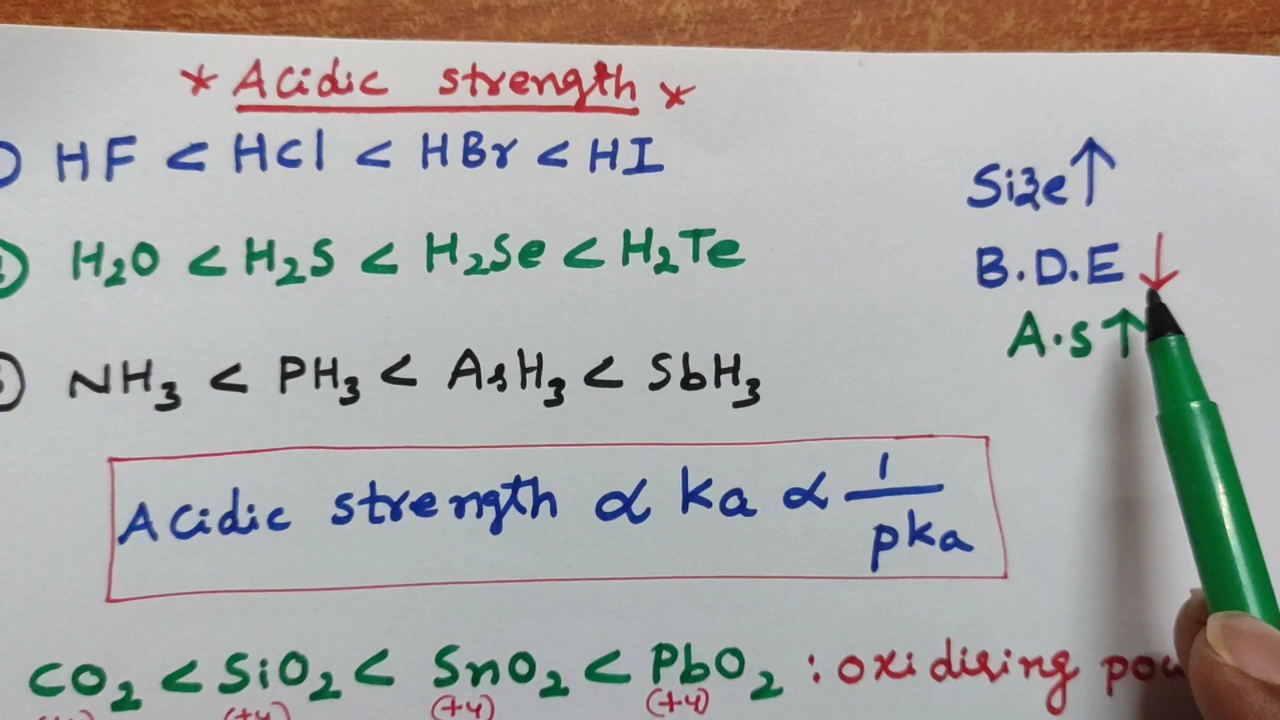 * Acidic strength *
HF < HCl < HBr < HI
Size ↑
H₂O < H₂S < H₂Se < H₂Te
B.D.E ↓
A.s ↑
NH₃ < PH₃ < AsH₃ < SbH₃
Acidic strength ∝ ka ∝ 1/pka
CO₂ < SiO₂ < SnO₂ < PbO₂ : oxidising
(+4) (+4) (+4)